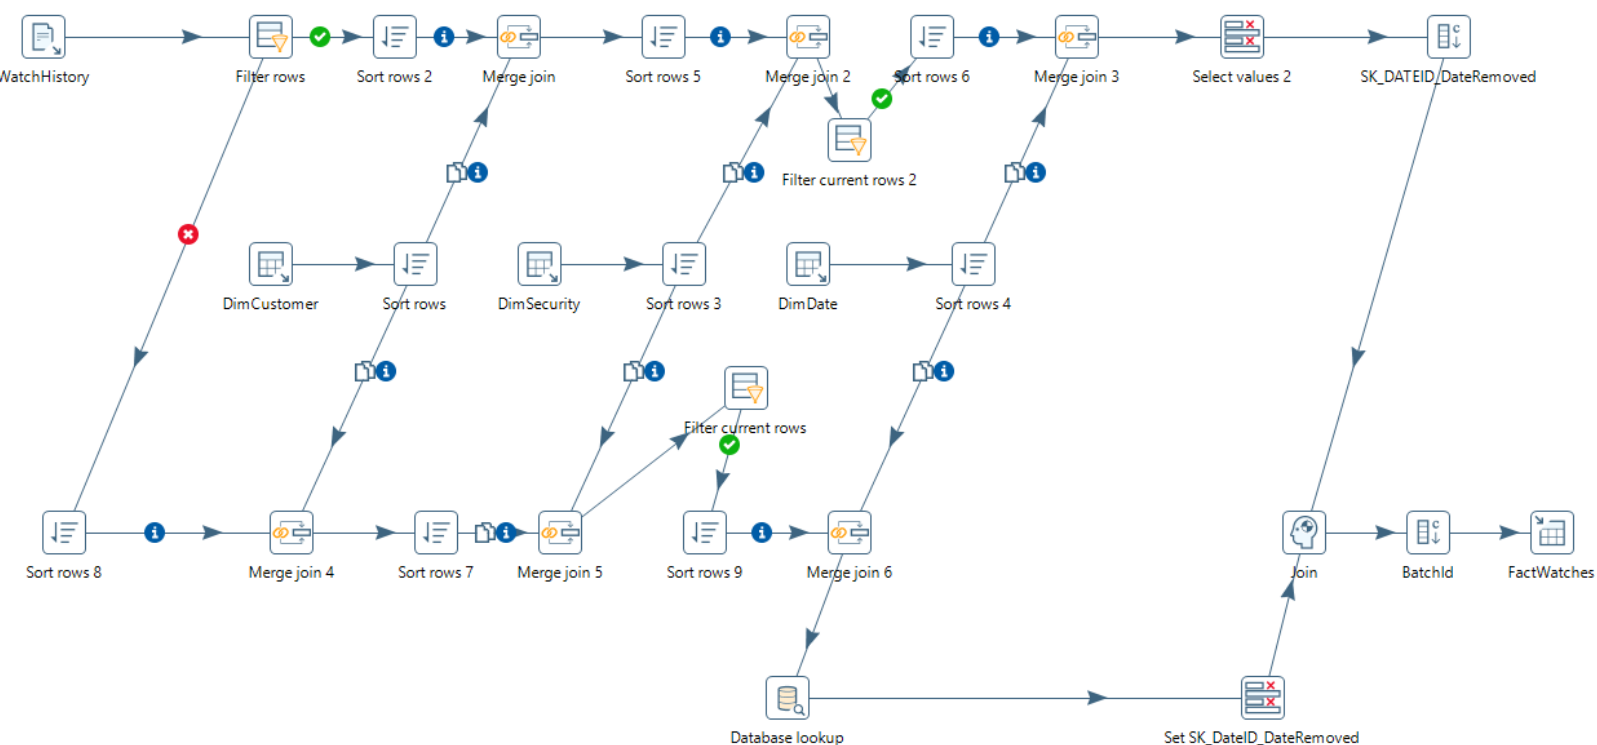 WatchHistory
Filter rows
Sort rows 2
Merge join
Sort rows 5
Merge join 2
Sort rows 6
Merge join 3
Select values 2
SK_DATEID_DateRemoved
Filter current rows 2
DimCustomer
Sort rows
DimSecurity
Sort rows 3
DimDate
Sort rows 4
Filter current rows
Sort rows 8
Merge join 4
Sort rows 7
Merge join 5
Sort rows 9
Merge join 6
Join
BatchId
FactWatches
Database lookup
Set SK_DateID_DateRemoved